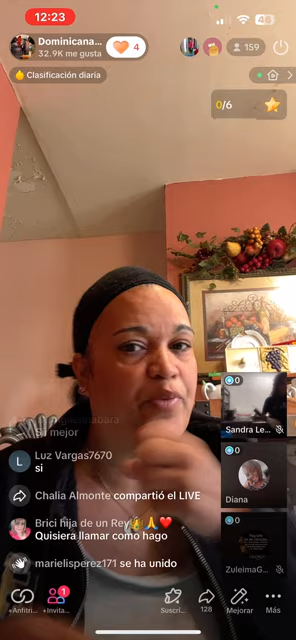 12:23
48
Dominicana...
32.9K me gusta
4
159
Clasificación diaria
0/6
mejor
Luz Vargas7670
L
si
Chalia Almonte compartió el LIVE
Brici hija de un Rey
Quisiera llamar como hago
marielisperez171 se ha unido
0
Sandra Le...
0
Diana
0
ZuleimaG...
+Anfitri...
1
+Invita...
Suscri...
128
Mejorar
Más